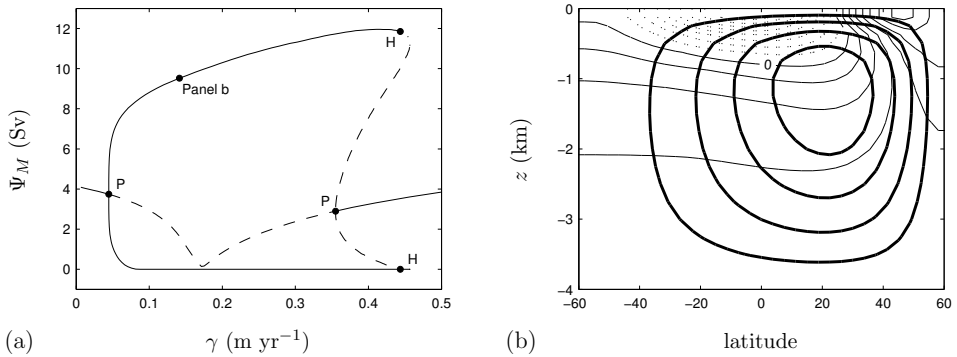 12
10
8
6
4
2
0
Ψ_M (Sv)
H
Panel b
P
P
H
0 0.1 0.2 0.3 0.4 0.5
(a) γ (m yr⁻¹)
0
−1
−2
−3
−4
z (km)
0
−60 −40 −20 0 20 40 60
(b) latitude